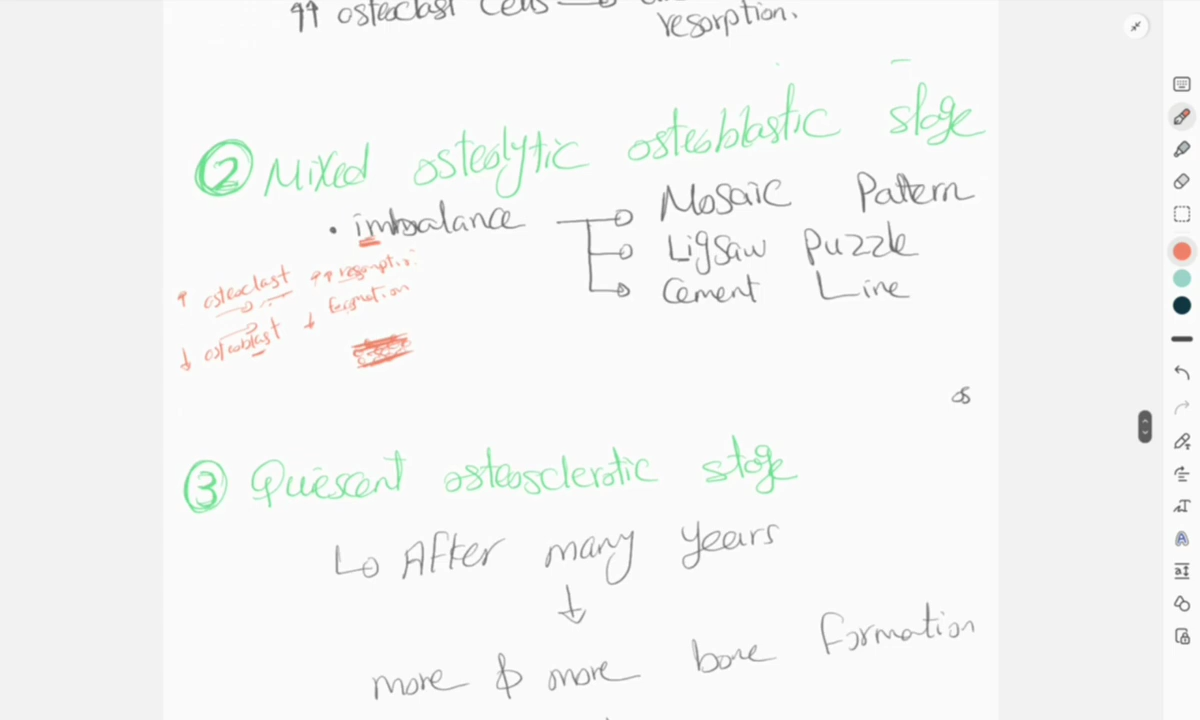 ↑↑ osteoclast cells
resorption.
② Mixed osteolytic osteoblastic stage
• imbalance
Mosaic Pattern
Ligsaw Puzzle
Cement Line
↑ osteoclast ↑↑ resorption
↓ osteoblast ↓ formation
③ Quiescent osteosclerotic stage
After many years
↓
more & more bone formation